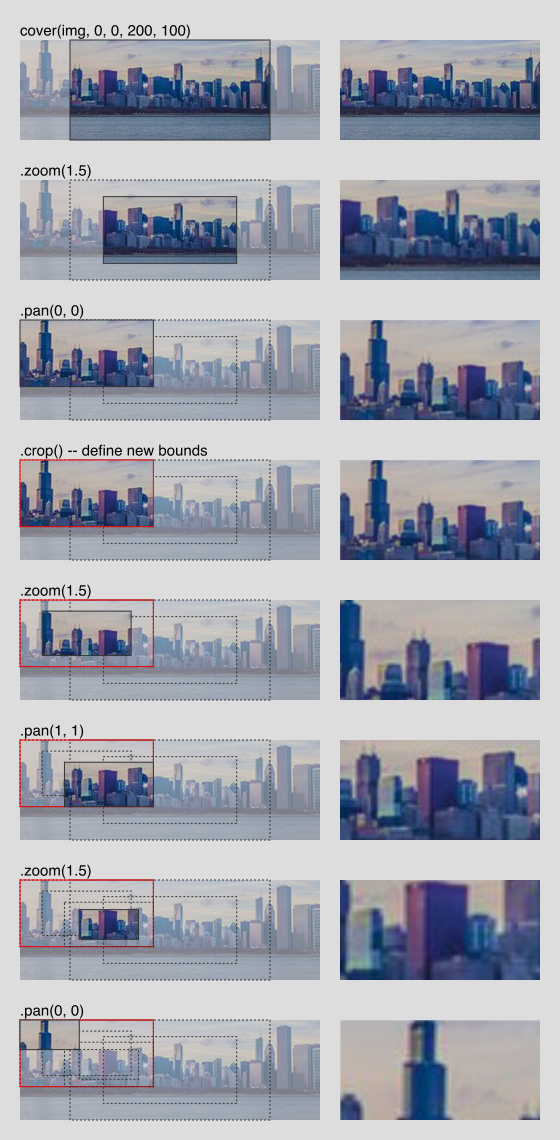 cover(img, 0, 0, 200, 100)
.zoom(1.5)
.pan(0, 0)
.crop() -- define new bounds
.zoom(1.5)
.pan(1, 1)
.zoom(1.5)
.pan(0, 0)